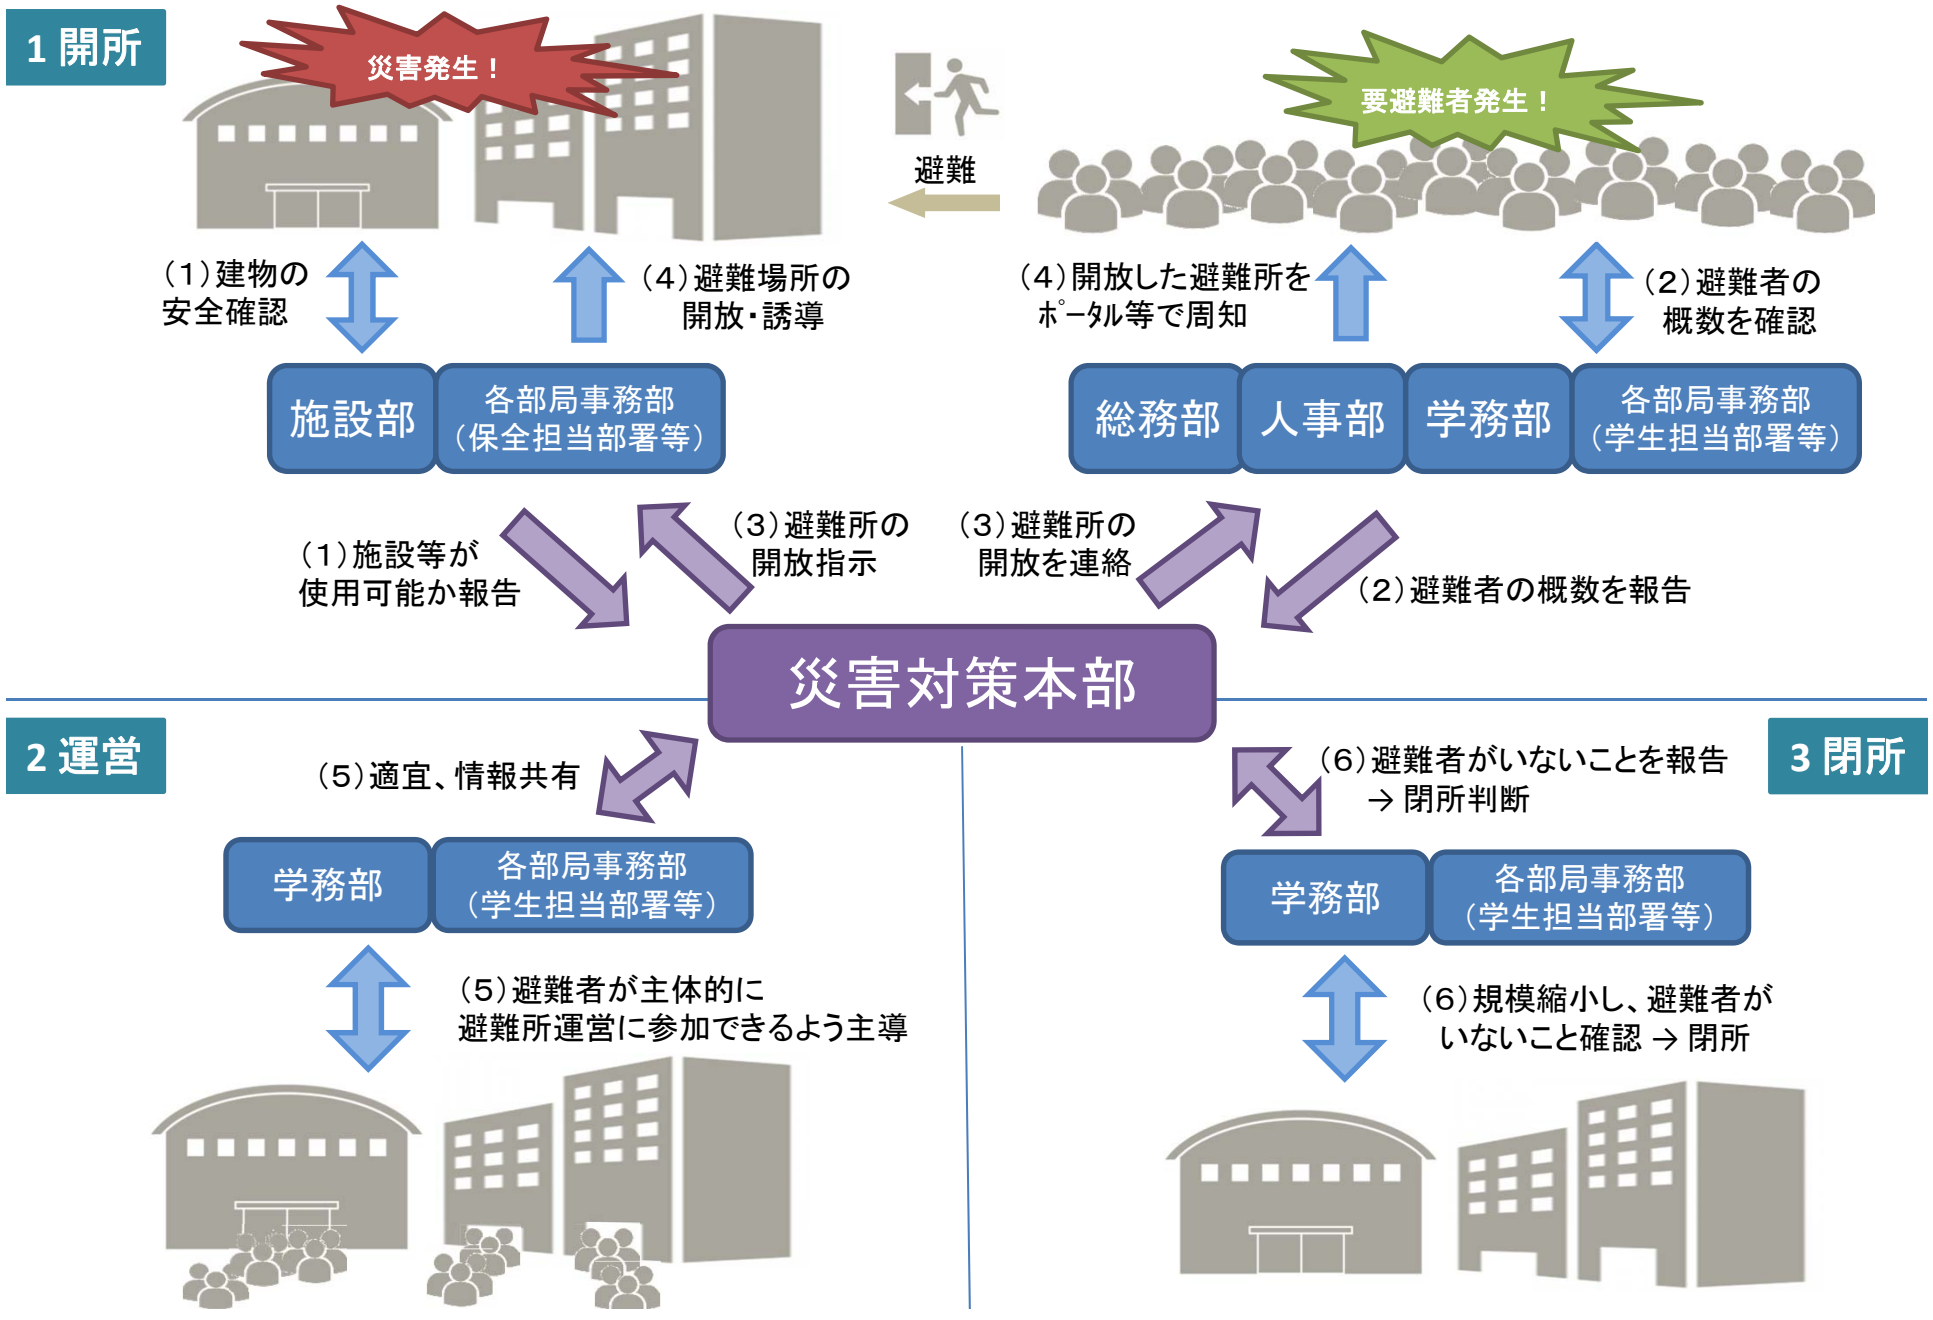 1 開所
災害発生！
避難
要避難者発生！
（1）建物の
安全確認
（4）避難場所の
開放・誘導
（4）開放した避難所を
ﾎﾟｰﾀﾙ等で周知
（2）避難者の
概数を確認
施設部
各部局事務部
（保全担当部署等）
総務部
人事部
学務部
各部局事務部
（学生担当部署等）
（1）施設等が
使用可能か報告
（3）避難所の
開放指示
（3）避難所の
開放を連絡
（2）避難者の概数を報告
災害対策本部
2 運営
（5）適宜、情報共有
学務部
各部局事務部
（学生担当部署等）
（5）避難者が主体的に
避難所運営に参加できるよう主導
3 閉所
（6）避難者がいないことを報告
→ 閉所判断
学務部
各部局事務部
（学生担当部署等）
（6）規模縮小し、避難者が
いないこと確認 → 閉所